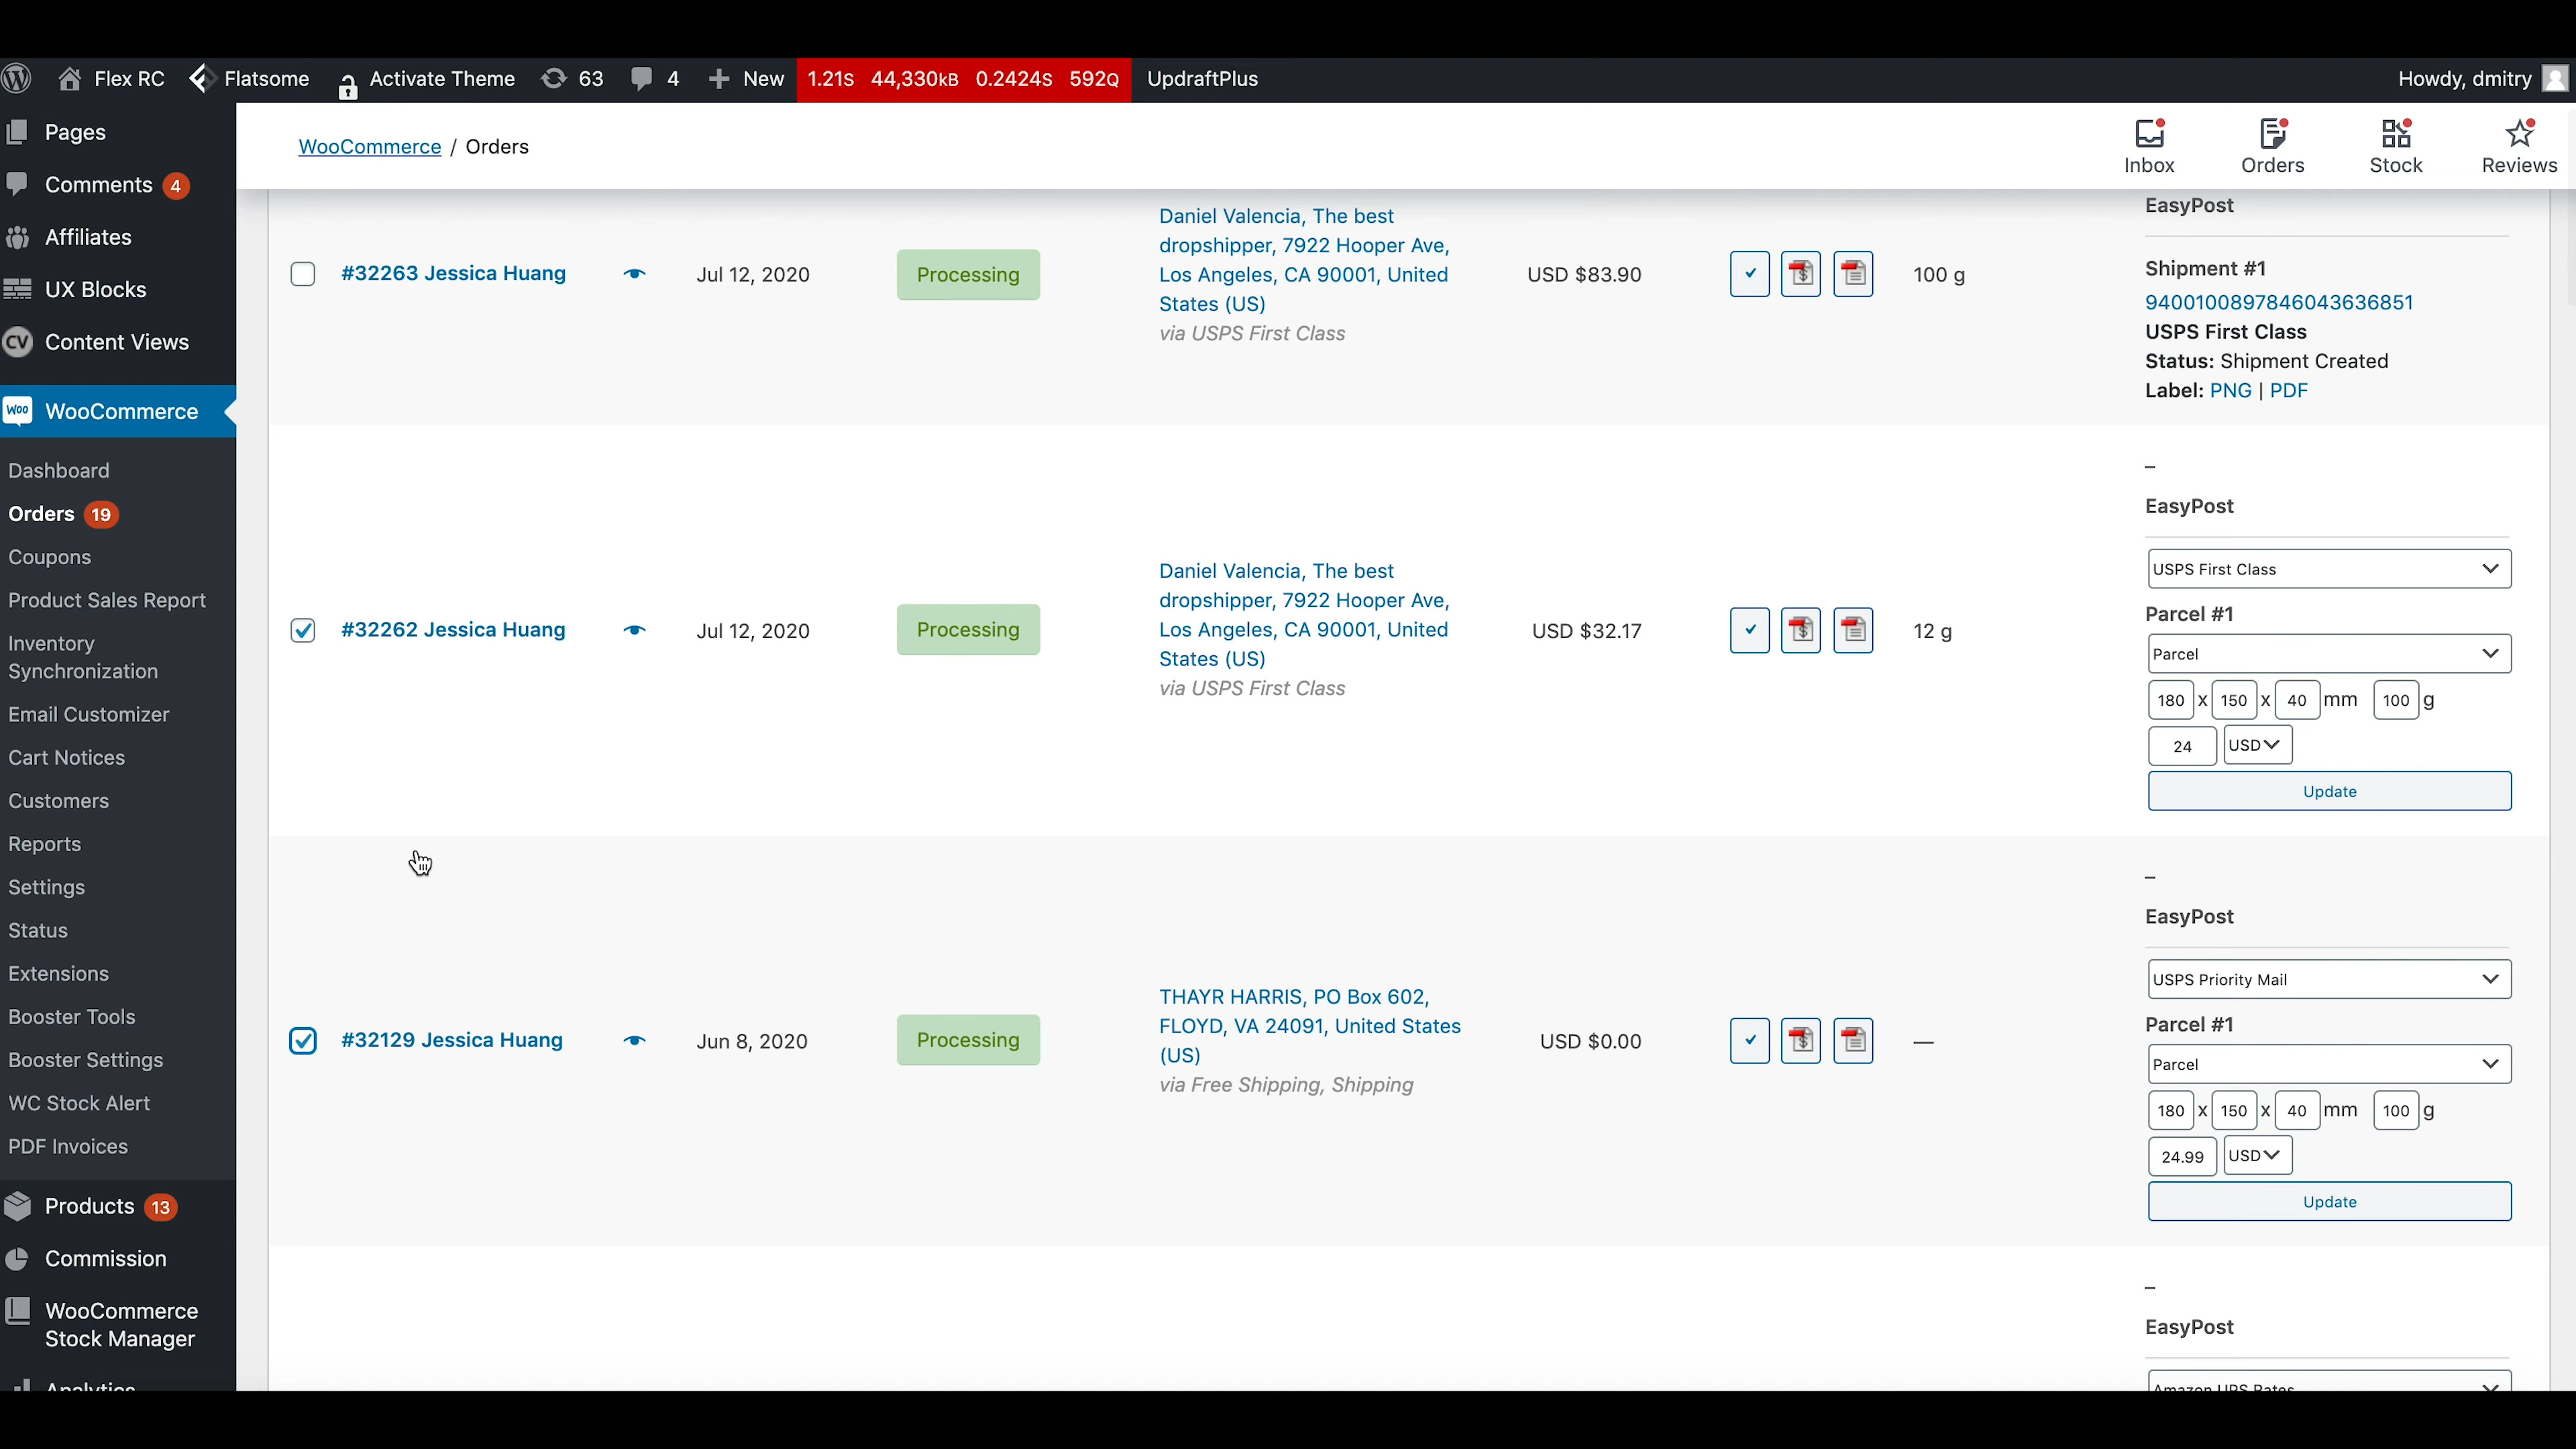 Flex RC Flatsome Activate Theme 63 4 New 1.21S 44,330KB 0.2424S 592Q UpdraftPlus Howdy, dmitry
Pages
Comments 4
Affiliates
UX Blocks
CV Content Views
Woo WooCommerce
Dashboard
Orders 19
Coupons
Product Sales Report
Inventory
Synchronization
Email Customizer
Cart Notices
Customers
Reports
Settings
Status
Extensions
Booster Tools
Booster Settings
WC Stock Alert
PDF Invoices
Products 13
Commission
WooCommerce
Stock Manager
Analytics
WooCommerce / Orders
Inbox Orders Stock Reviews
#32263 Jessica Huang
Jul 12, 2020
Processing
Daniel Valencia, The best
dropshipper, 7922 Hooper Ave,
Los Angeles, CA 90001, United
States (US)
via USPS First Class
USD $83.90
100 g
EasyPost
Shipment #1
9400100897846043636851
USPS First Class
Status: Shipment Created
Label: PNG | PDF
#32262 Jessica Huang
Jul 12, 2020
Processing
Daniel Valencia, The best
dropshipper, 7922 Hooper Ave,
Los Angeles, CA 90001, United
States (US)
via USPS First Class
USD $32.17
12 g
–
EasyPost
USPS First Class
Parcel #1
Parcel
180 x 150 x 40 mm 100 g
24 USD
Update
#32129 Jessica Huang
Jun 8, 2020
Processing
THAYR HARRIS, PO Box 602,
FLOYD, VA 24091, United States
(US)
via Free Shipping, Shipping
USD $0.00
—
–
EasyPost
USPS Priority Mail
Parcel #1
Parcel
180 x 150 x 40 mm 100 g
24.99 USD
Update
–
EasyPost
Amazon UPS Rates